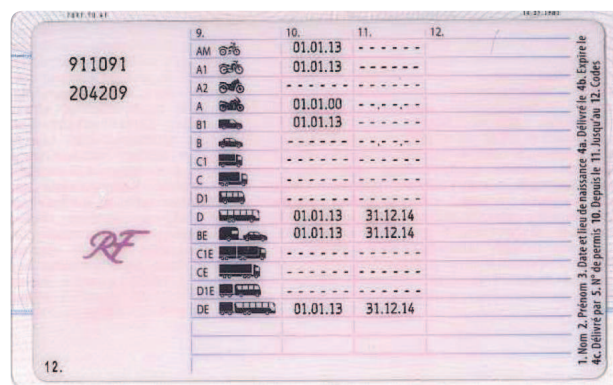 911091
204209
RF
12.
9. 10. 11. 12.
AM 01.01.13 - - - - - -
A1 01.01.13 - - - - - -
A2 - - - - - - - - - - - -
A 01.01.00 - -.- -.- -
B1 01.01.13
B - - - - - - - -.- -.- -
C1 - - - - - - - - - - - -
C - - - - - - - - - - - -
D1 - - - - - - - - - - - -
D 01.01.13 31.12.14
BE 01.01.13 31.12.14
C1E - - - - - - - - - - - -
CE - - - - - - - - - - - -
D1E - - - - - - - - - - - -
DE 01.01.13 31.12.14
1. Nom 2. Prénom 3. Date et lieu de naissance 4a. Délivré le 4b. Expire le
4c. Délivré par 5. N° de permis 10. Depuis le 11. Jusqu'au 12. Codes